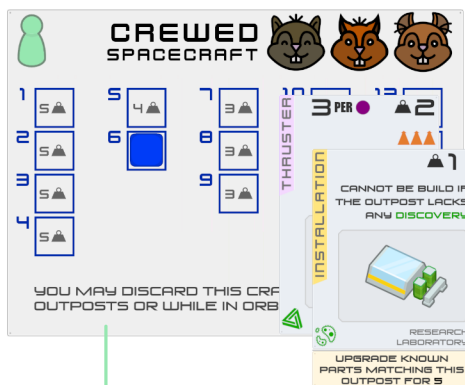 CREWED
SPACECRAFT
1 5
2 5
3 5
4 5
5 4
6
7 3
8 3
9 3
THRUSTER
3 PER
2
INSTALLATION
1
CANNOT BE BUILD IF
THE OUTPOST LACKS
ANY DISCOVERY
YOU MAY DISCARD THIS CRA
OUTPOSTS OR WHILE IN ORB
RESEARCH
LABORATORY
UPGRADE KNOWN
PARTS MATCHING THIS
OUTPOST FOR 5